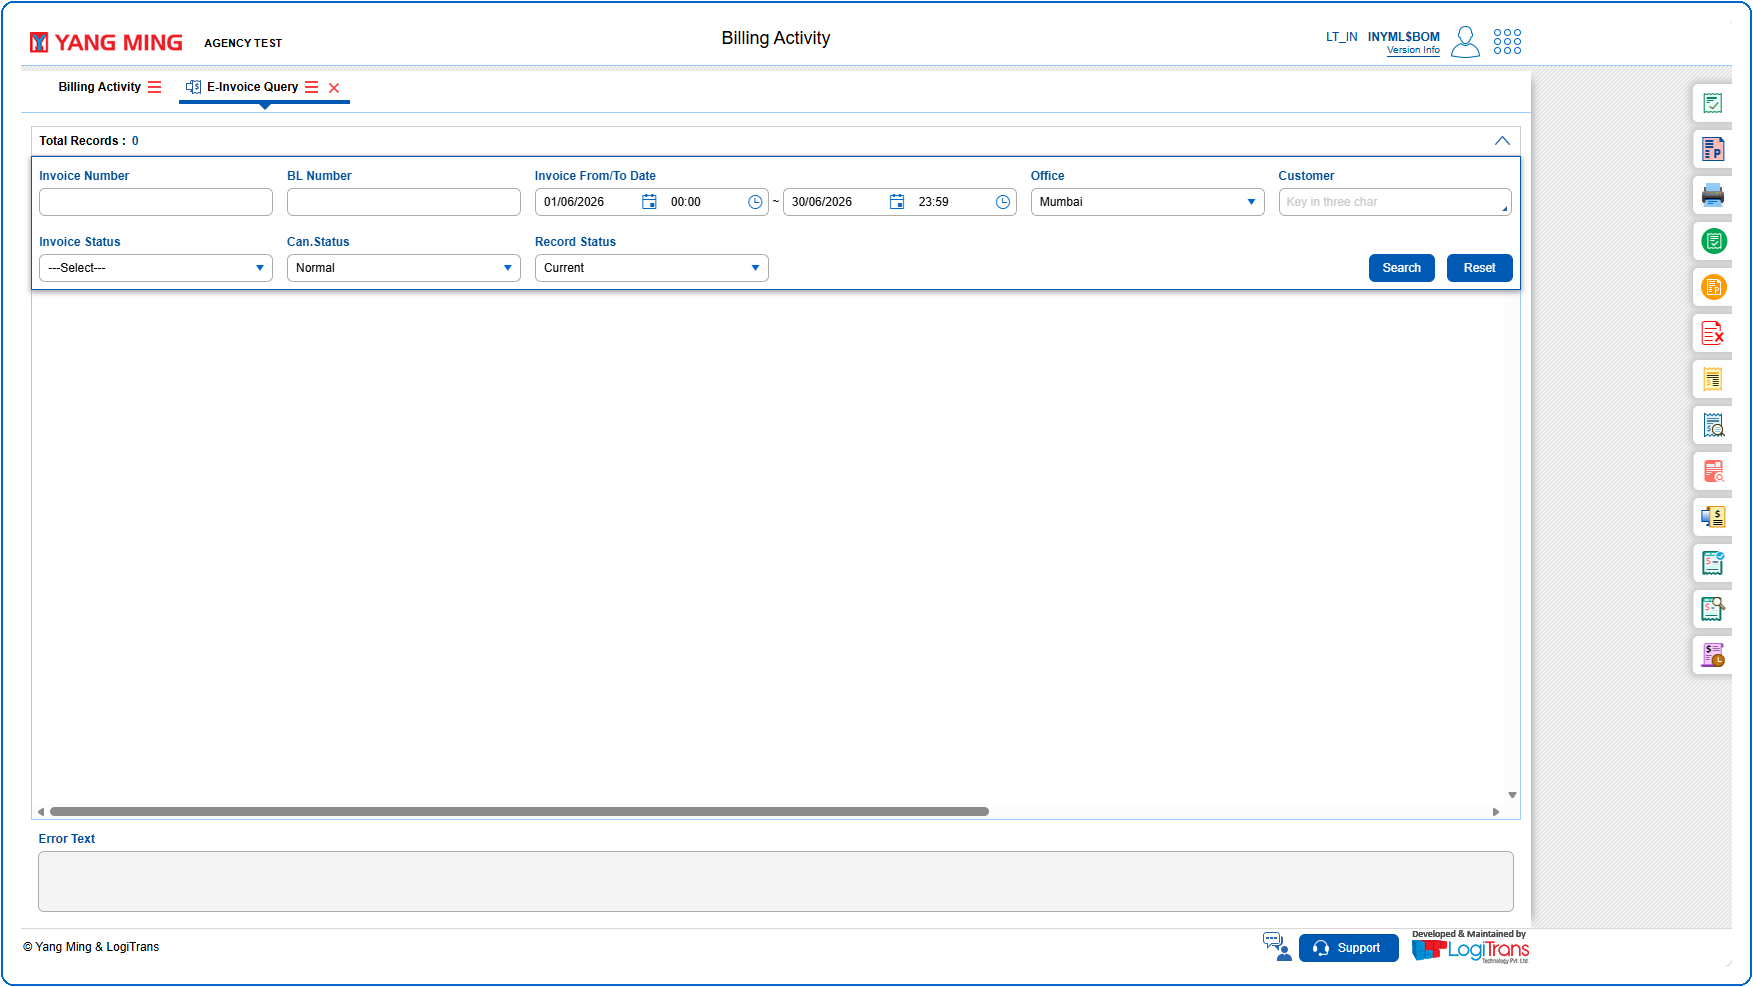 YANG MING
AGENCY TEST
Billing Activity
LT_IN
INYML$BOM
Version Info
Billing Activity
E-Invoice Query
Total Records : 0
Invoice Number
BL Number
Invoice From/To Date
Office
Customer
01/06/2026
00:00
~
30/06/2026
23:59
Mumbai
Key in three char
Invoice Status
Can.Status
Record Status
---Select---
Normal
Current
Search
Reset
Error Text
© Yang Ming & LogiTrans
Support
Developed & Maintained by
LogiTrans
Technology Pvt. Ltd.